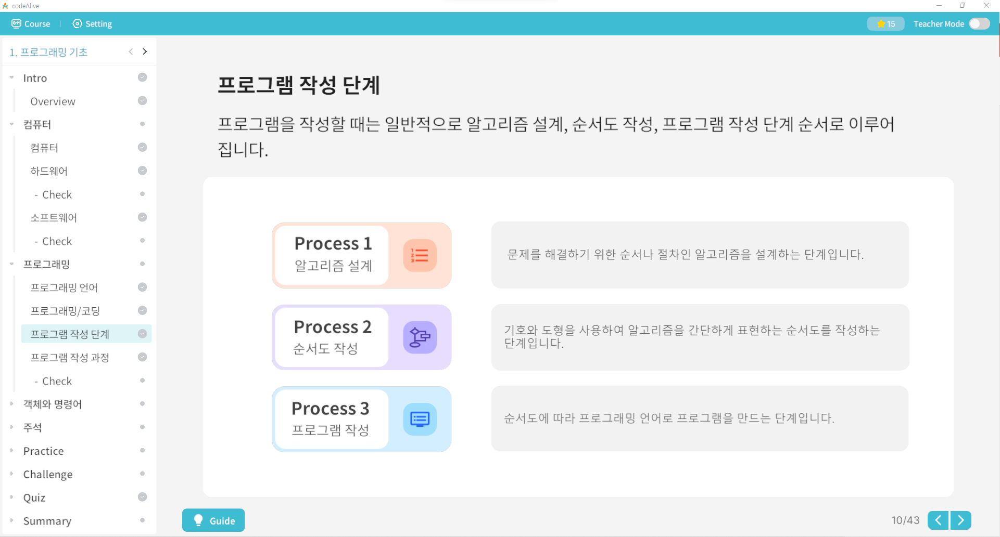 codeAlive
Course
Setting
15
Teacher Mode
1. 프로그래밍 기초
Intro
Overview
컴퓨터
컴퓨터
하드웨어
- Check
소프트웨어
- Check
프로그래밍
프로그래밍 언어
프로그래밍/코딩
프로그램 작성 단계
프로그램 작성 과정
- Check
객체와 명령어
주석
Practice
Challenge
Quiz
Summary
프로그램 작성 단계
프로그램을 작성할 때는 일반적으로 알고리즘 설계, 순서도 작성, 프로그램 작성 단계 순서로 이루어
집니다.
Process 1
알고리즘 설계
1
2
3
문제를 해결하기 위한 순서나 절차인 알고리즘을 설계하는 단계입니다.
Process 2
순서도 작성
기호와 도형을 사용하여 알고리즘을 간단하게 표현하는 순서도를 작성하는
단계입니다.
Process 3
프로그램 작성
순서도에 따라 프로그래밍 언어로 프로그램을 만드는 단계입니다.
Guide
10/43